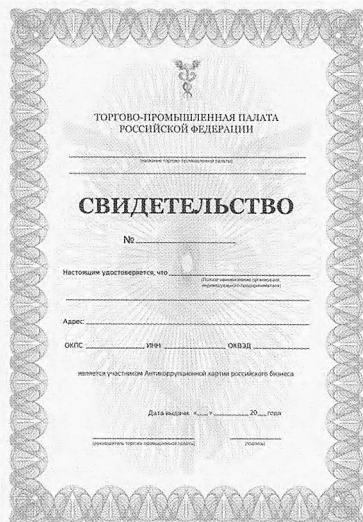 ТОРГОВО-ПРОМЫШЛЕННАЯ ПАЛАТА
РОССИЙСКОЙ ФЕДЕРАЦИИ
(название торгово-промышленной палаты)
СВИДЕТЕЛЬСТВО
№
Настоящим удостоверяется, что
(Полное наименование организации,
индивидуального предпринимателя)
Адрес:
ОКПС ИНН ОКВЭД
является участником Антикоррупционной хартии российского бизнеса
Дата выдачи « » 20 года
(руководитель торгово-промышленной палаты) (подпись)